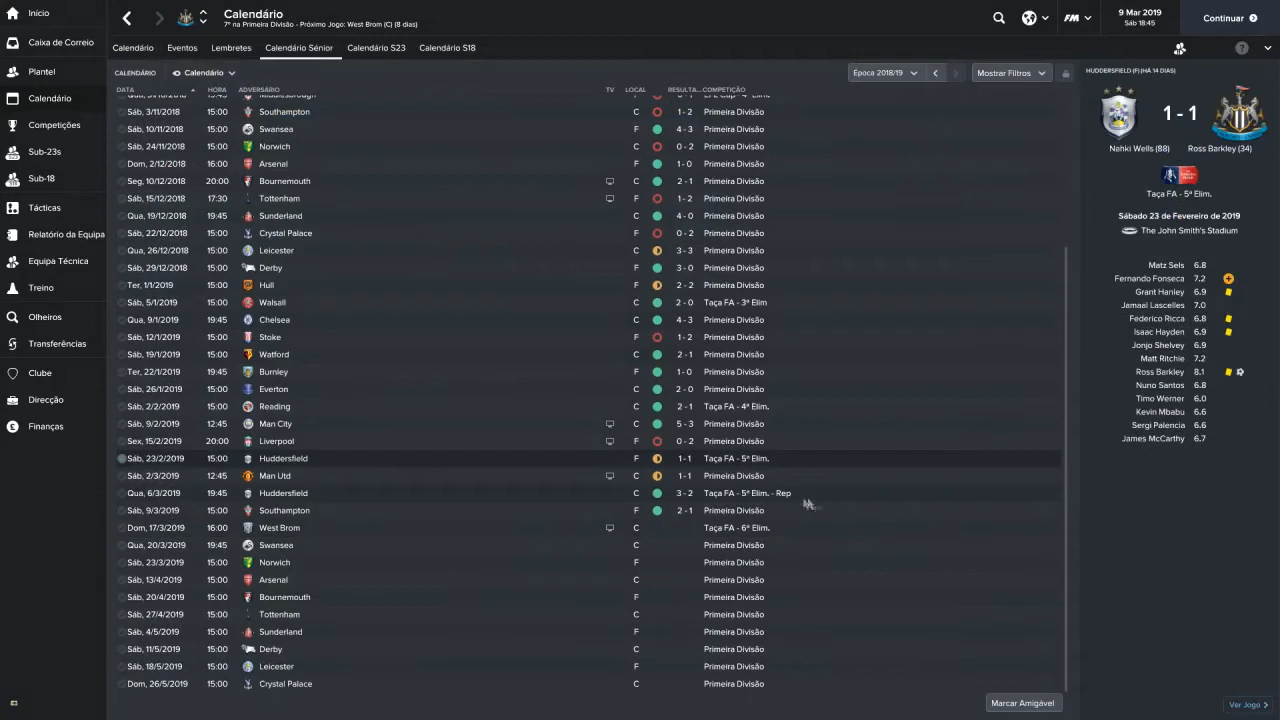 Início
Caixa de Correio
Plantel
Calendário
Competições
Sub-23s
Sub-18
Tácticas
Relatório da Equipa
Equipa Técnica
Treino
Olheiros
Transferências
Clube
Direcção
Finanças
Calendário
7º na Primeira Divisão - Próximo Jogo: West Brom (C) (8 dias)
FM
9 Mar 2019
Sáb 18:45
Continuar
Calendário Eventos Lembretes Calendário Sénior Calendário S23 Calendário S18
CALENDÁRIO Calendário Época 2018/19 Mostrar Filtros
DATA HORA ADVERSÁRIO TV LOCAL RESULTA... COMPETIÇÃO
Sáb, 3/11/2018 15:00 Southampton C 1-2 Primeira Divisão
Sáb, 10/11/2018 15:00 Swansea F 4-3 Primeira Divisão
Sáb, 24/11/2018 15:00 Norwich C 0-2 Primeira Divisão
Dom, 2/12/2018 16:00 Arsenal F 1-0 Primeira Divisão
Seg, 10/12/2018 20:00 Bournemouth C 2-1 Primeira Divisão
Sáb, 15/12/2018 17:30 Tottenham F 1-2 Primeira Divisão
Qua, 19/12/2018 19:45 Sunderland C 4-0 Primeira Divisão
Sáb, 22/12/2018 15:00 Crystal Palace F 0-2 Primeira Divisão
Qua, 26/12/2018 15:00 Leicester C 3-3 Primeira Divisão
Sáb, 29/12/2018 15:00 Derby F 3-0 Primeira Divisão
Ter, 1/1/2019 15:00 Hull F 2-2 Primeira Divisão
Sáb, 5/1/2019 15:00 Walsall C 2-0 Taça FA - 3ª Elim
Qua, 9/1/2019 19:45 Chelsea C 4-3 Primeira Divisão
Sáb, 12/1/2019 15:00 Stoke F 1-2 Primeira Divisão
Sáb, 19/1/2019 15:00 Watford C 2-1 Primeira Divisão
Ter, 22/1/2019 19:45 Burnley F 1-0 Primeira Divisão
Sáb, 26/1/2019 15:00 Everton C 2-0 Primeira Divisão
Sáb, 2/2/2019 15:00 Reading C 2-1 Taça FA - 4ª Elim.
Sáb, 9/2/2019 12:45 Man City C 5-3 Primeira Divisão
Sex, 15/2/2019 20:00 Liverpool F 0-2 Primeira Divisão
Sáb, 23/2/2019 15:00 Huddersfield F 1-1 Taça FA - 5ª Elim.
Sáb, 2/3/2019 12:45 Man Utd C 1-1 Primeira Divisão
Qua, 6/3/2019 19:45 Huddersfield C 3-2 Taça FA - 5ª Elim. - Rep
Sáb, 9/3/2019 15:00 Southampton F 2-1 Primeira Divisão
Dom, 17/3/2019 16:00 West Brom C Taça FA - 6ª Elim.
Qua, 20/3/2019 19:45 Swansea C Primeira Divisão
Sáb, 23/3/2019 15:00 Norwich F Primeira Divisão
Sáb, 13/4/2019 15:00 Arsenal C Primeira Divisão
Sáb, 20/4/2019 15:00 Bournemouth F Primeira Divisão
Sáb, 27/4/2019 15:00 Tottenham C Primeira Divisão
Sáb, 4/5/2019 15:00 Sunderland F Primeira Divisão
Sáb, 11/5/2019 15:00 Derby C Primeira Divisão
Sáb, 18/5/2019 15:00 Leicester F Primeira Divisão
Dom, 26/5/2019 15:00 Crystal Palace C Primeira Divisão
Marcar Amigável
HUDDERSFIELD (F) (HÁ 14 DIAS)
1 - 1
Nahki Wells (88) Ross Barkley (34)
Taça FA - 5ª Elim.
Sábado 23 de Fevereiro de 2019
The John Smith's Stadium
Matz Sels 6.8
Fernando Fonseca 7.2
Grant Hanley 6.9
Jamaal Lascelles 7.0
Federico Ricca 6.8
Isaac Hayden 6.9
Jonjo Shelvey 6.9
Matt Ritchie 7.2
Ross Barkley 8.1
Nuno Santos 6.8
Timo Werner 6.0
Kevin Mbabu 6.6
Sergi Palencia 6.6
James McCarthy 6.7
Ver Jogo